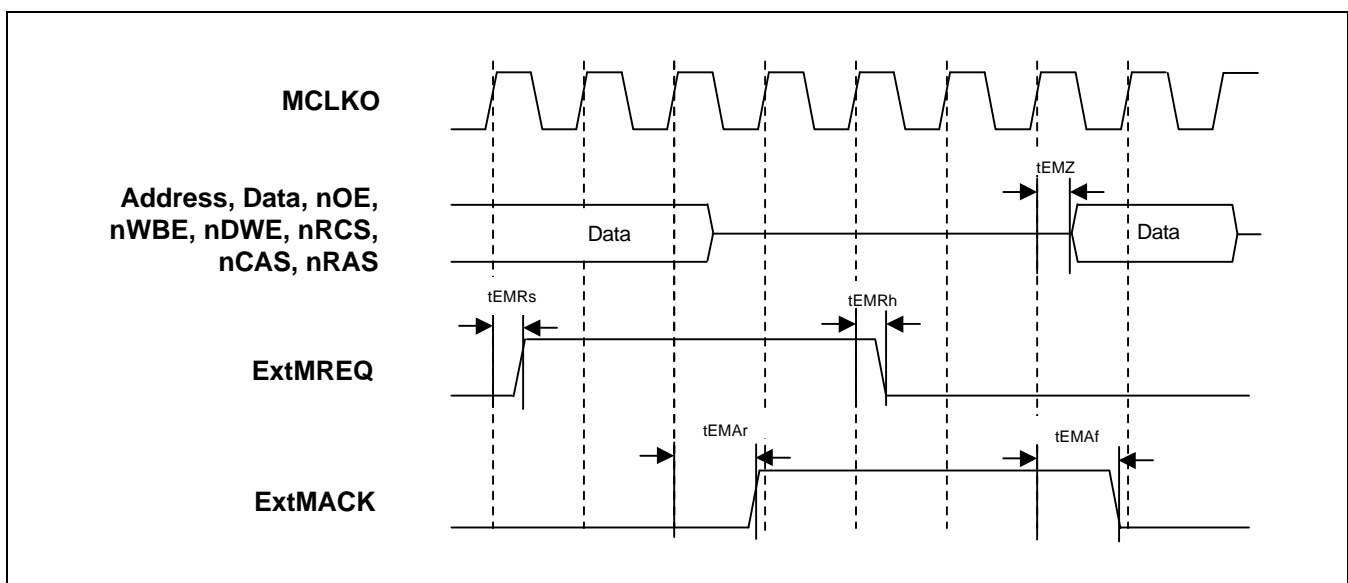 MCLKO
tEMZ
Address, Data, nOE,
nWBE, nDWE, nRCS,
nCAS, nRAS
Data
Data
tEMRs
tEMRh
ExtMREQ
tEMAr
tEMAf
ExtMACK